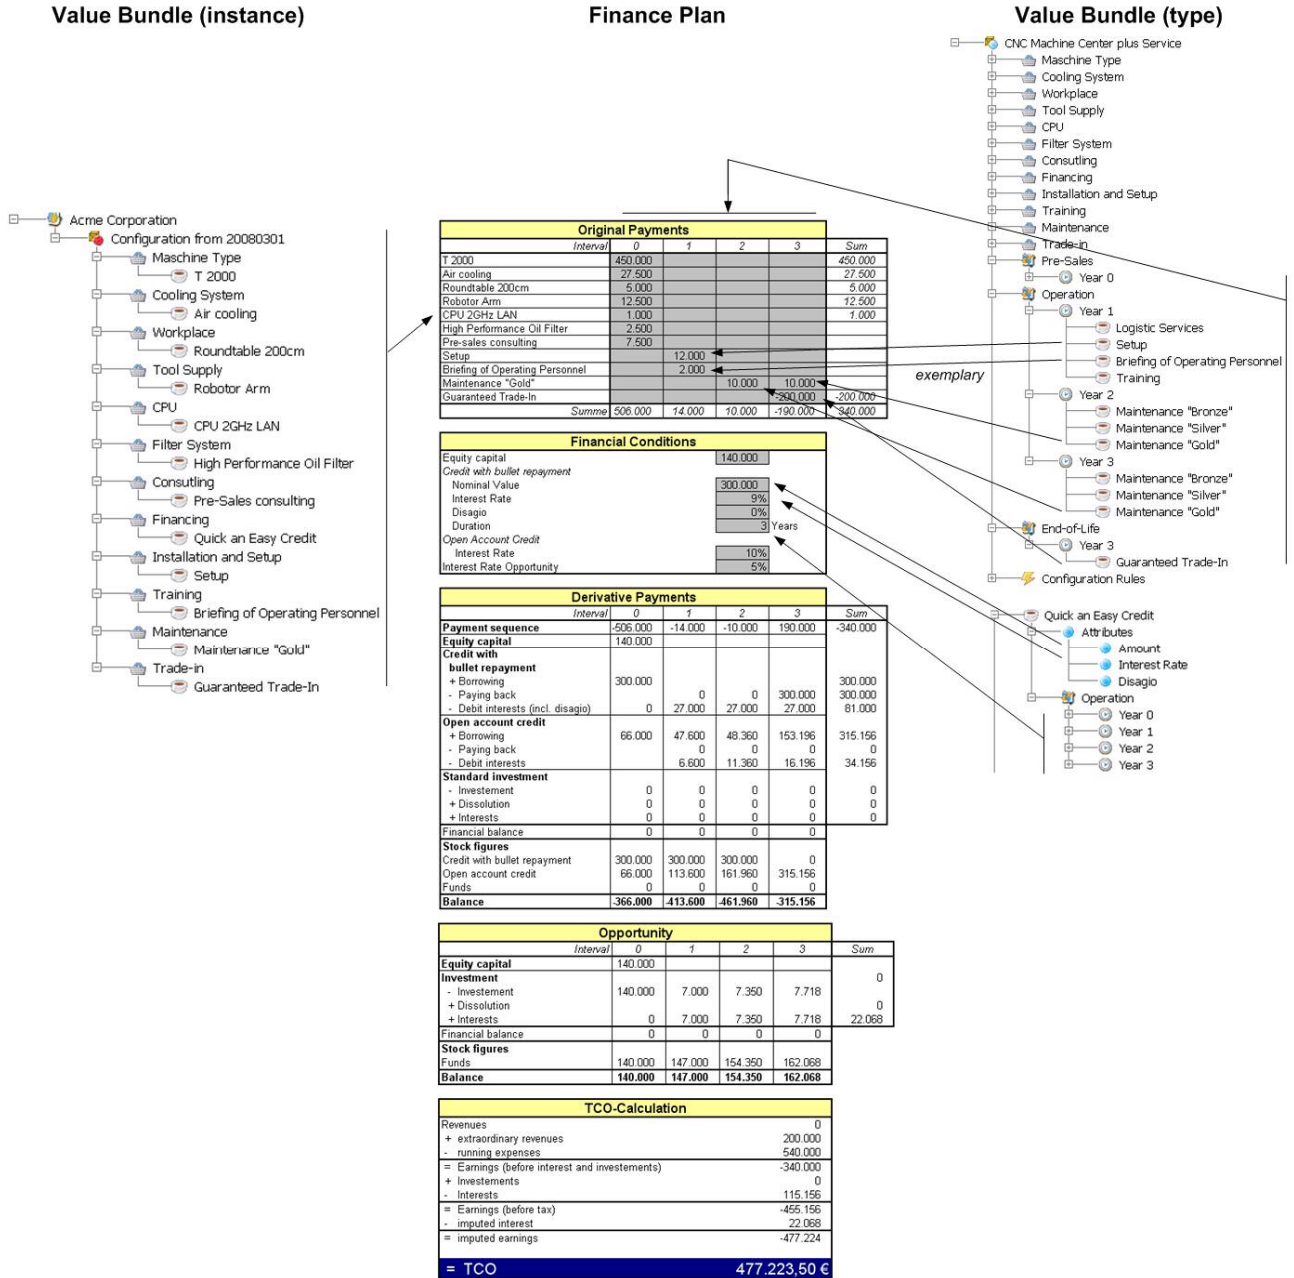 Value Bundle (instance)
Finance Plan
Value Bundle (type)
Acme Corporation
Configuration from 20080301
Maschine Type
T 2000
Cooling System
Air cooling
Workplace
Roundtable 200cm
Tool Supply
Robotor Arm
CPU
CPU 2GHz LAN
Filter System
High Performance Oil Filter
Consutling
Pre-Sales consulting
Financing
Quick an Easy Credit
Installation and Setup
Setup
Training
Briefing of Operating Personnel
Maintenance
Maintenance "Gold"
Trade-in
Guaranteed Trade-In
Original Payments
Interval 0 1 2 3 Sum
T 2000 450.000 450.000
Air cooling 27.500 27.500
Roundtable 200cm 5.000 5.000
Robotor Arm 12.500 12.500
CPU 2GHz LAN 1.000 1.000
High Performance Oil Filter 2.500
Pre-sales consulting 7.500
Setup 12.000
Briefing of Operating Personnel 2.000
Maintenance "Gold" 10.000 10.000
Guaranteed Trade-In -200.000 -200.000
Summe 506.000 14.000 10.000 -190.000 340.000
exemplary
Financial Conditions
Equity capital 140.000
Credit with bullet repayment
Nominal Value 300.000
Interest Rate 9%
Disagio 0%
Duration 3 Years
Open Account Credit
Interest Rate 10%
Interest Rate Opportunity 5%
Derivative Payments
Interval 0 1 2 3 Sum
Payment sequence -506.000 -14.000 -10.000 190.000 -340.000
Equity capital 140.000
Credit with
bullet repayment
+ Borrowing 300.000 300.000
- Paying back 0 0 300.000 300.000
- Debit interests (incl. disagio) 0 27.000 27.000 27.000 81.000
Open account credit
+ Borrowing 66.000 47.600 48.360 153.196 315.156
- Paying back 0 0 0 0
- Debit interests 6.600 11.360 16.196 34.156
Standard investment
- Investement 0 0 0 0 0
+ Dissolution 0 0 0 0 0
+ Interests 0 0 0 0 0
Financial balance 0 0 0 0
Stock figures
Credit with bullet repayment 300.000 300.000 300.000 0
Open account credit 66.000 113.600 161.960 315.156
Funds 0 0 0 0
Balance -366.000 -413.600 -461.960 -315.156
Opportunity
Interval 0 1 2 3 Sum
Equity capital 140.000
Investment 0
- Investement 140.000 7.000 7.350 7.718
+ Dissolution 0
+ Interests 0 7.000 7.350 7.718 22.068
Financial balance 0 0 0 0
Stock figures
Funds 140.000 147.000 154.350 162.068
Balance 140.000 147.000 154.350 162.068
TCO-Calculation
Revenues 0
+ extraordinary revenues 200.000
- running expenses 540.000
= Earnings (before interest and investements) -340.000
+ Investements 0
- Interests 115.156
= Earnings (before tax) -455.156
- imputed interest 22.068
= imputed earnings -477.224
= TCO 477.223,50 €
CNC Machine Center plus Service
Maschine Type
Cooling System
Workplace
Tool Supply
CPU
Filter System
Consutling
Financing
Installation and Setup
Training
Maintenance
Trade-in
Pre-Sales
Year 0
Operation
Year 1
Logistic Services
Setup
Briefing of Operating Personnel
Training
Year 2
Maintenance "Bronze"
Maintenance "Silver"
Maintenance "Gold"
Year 3
Maintenance "Bronze"
Maintenance "Silver"
Maintenance "Gold"
End-of-Life
Year 3
Guaranteed Trade-In
Configuration Rules
Quick an Easy Credit
Attributes
Amount
Interest Rate
Disagio
Operation
Year 0
Year 1
Year 2
Year 3